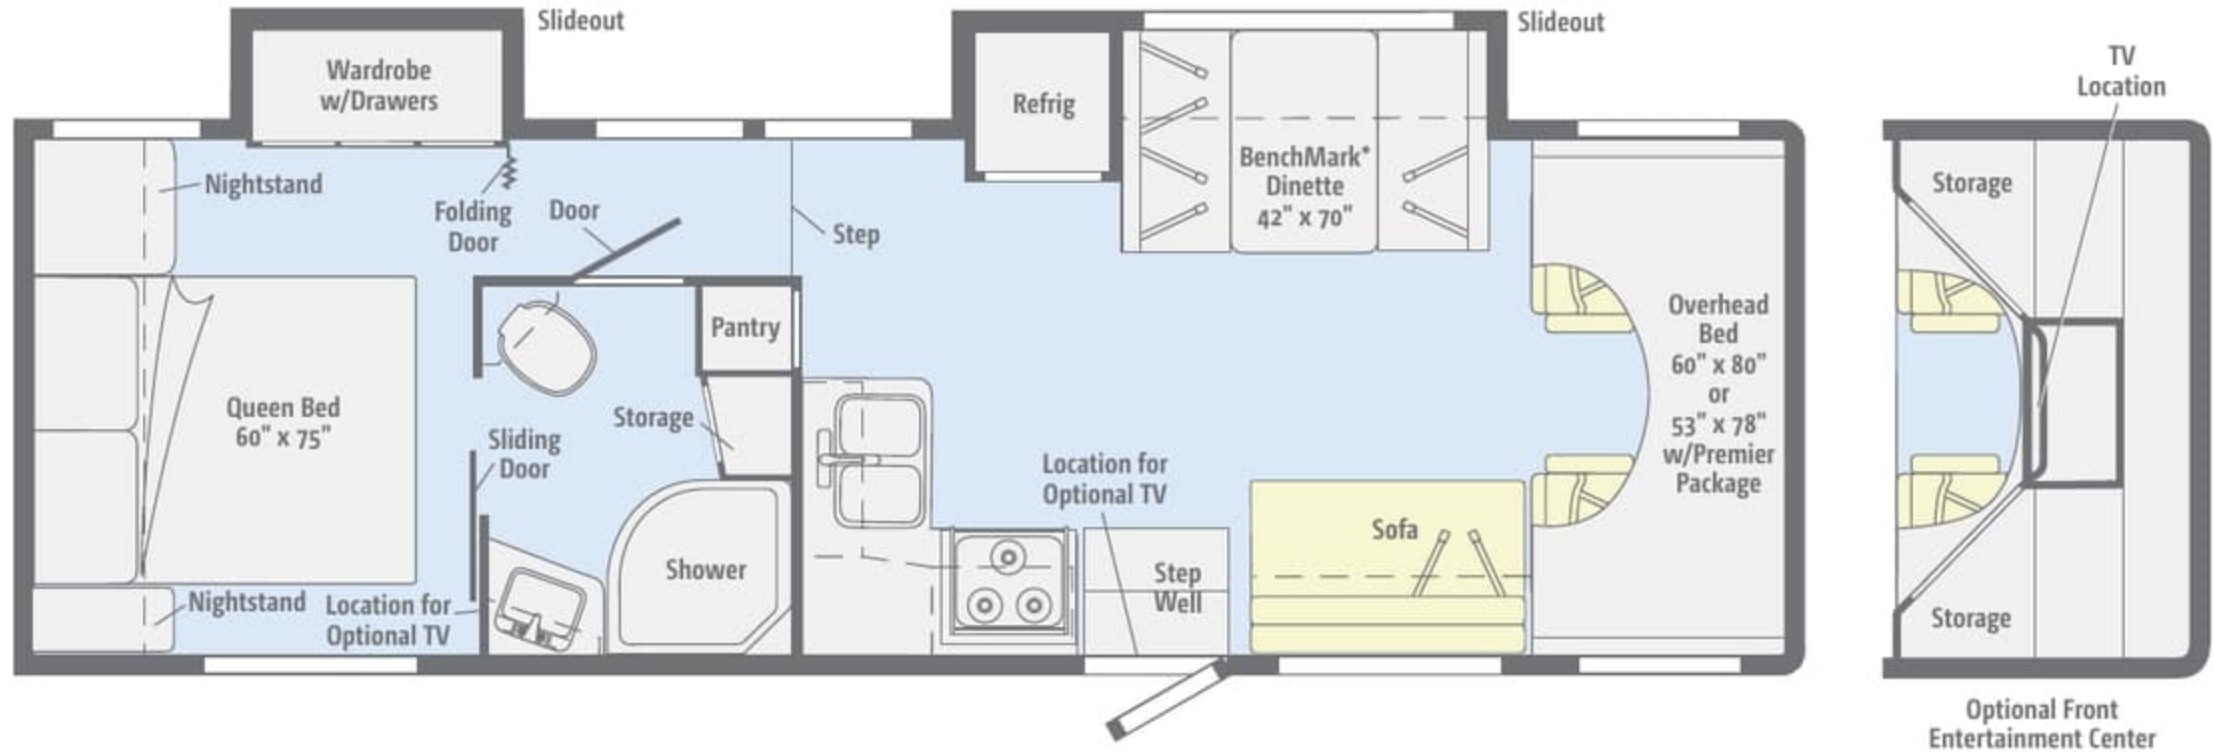 Slideout
Slideout
TV
Location
Wardrobe
w/Drawers
Refrig
BenchMark*
Dinette
42" x 70"
Storage
Nightstand
Folding
Door
Door
Step
Overhead
Bed
60" x 80"
or
53" x 78"
w/Premier
Package
Pantry
Queen Bed
60" x 75"
Storage
Sliding
Door
Location for
Optional TV
Sofa
Shower
Step
Well
Nightstand
Location for
Optional TV
Storage
Optional Front
Entertainment Center